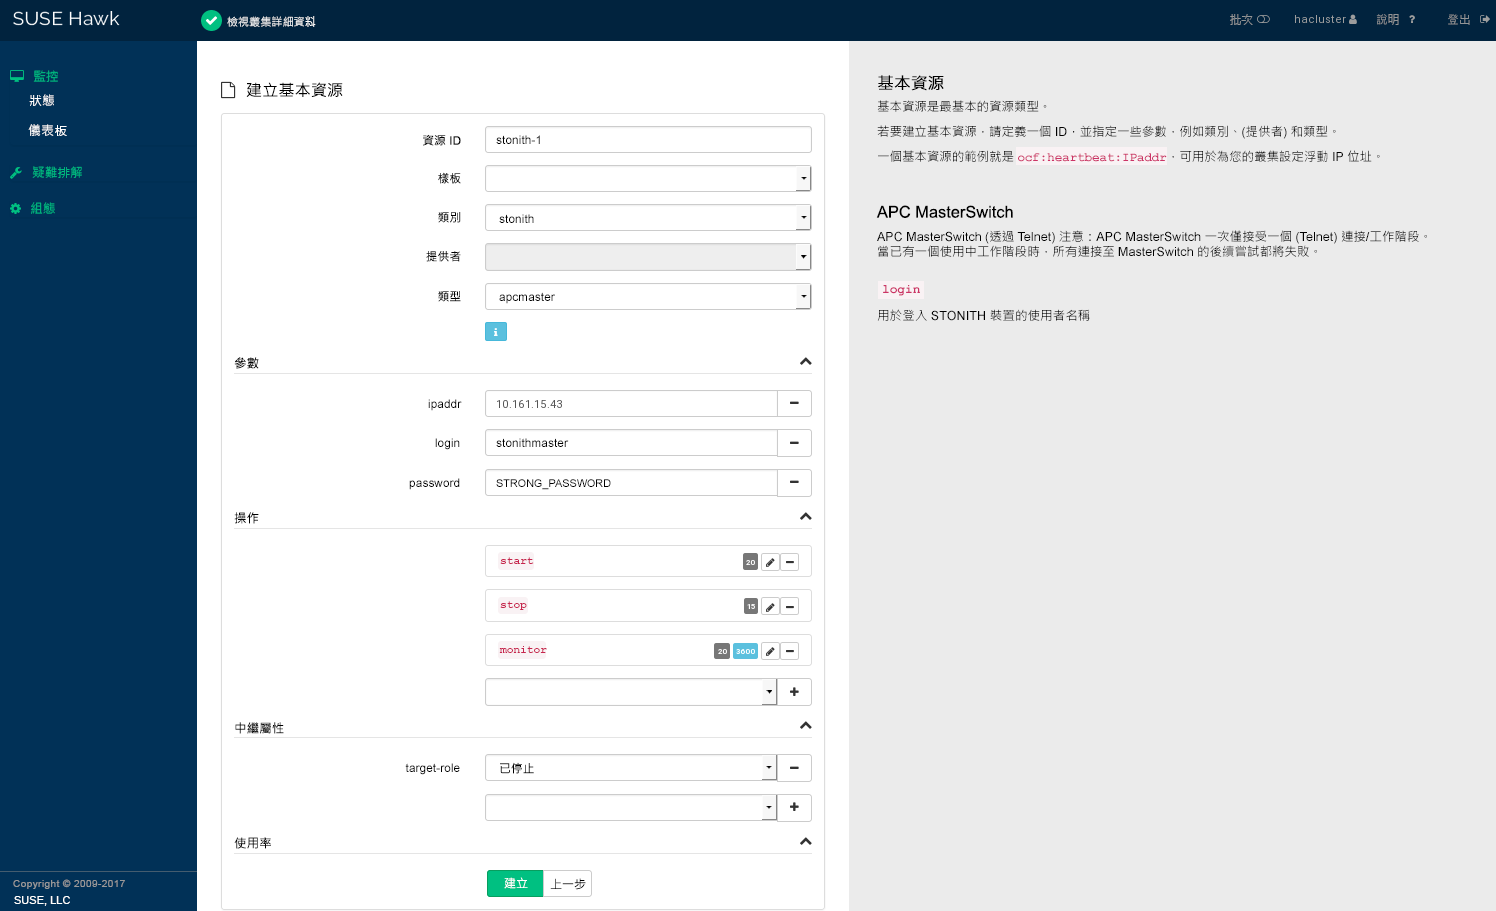 SUSE Hawk
檢視叢集詳細資料
批次
hacluster
說明 ?
登出
監控
狀態
儀表板
疑難排解
組態
建立基本資源
資源 ID
stonith-1
樣板
類別
stonith
提供者
類型
apcmaster
i
參數
ipaddr
10.161.15.43
login
stonithmaster
password
STRONG_PASSWORD
操作
start
20
stop
15
monitor
20 3600
中繼屬性
target-role
已停止
使用率
建立
上一步
基本資源
基本資源是最基本的資源類型。
若要建立基本資源，請定義一個 ID，並指定一些參數，例如類別、(提供者) 和類型。
一個基本資源的範例就是 ocf:heartbeat:IPaddr，可用於為您的叢集設定浮動 IP 位址。
APC MasterSwitch
APC MasterSwitch (透過 Telnet) 注意：APC MasterSwitch 一次僅接受一個 (Telnet) 連接/工作階段。
當已有一個使用中工作階段時，所有連接至 MasterSwitch 的後續嘗試都將失敗。
login
用於登入 STONITH 裝置的使用者名稱
Copyright © 2009-2017
SUSE, LLC